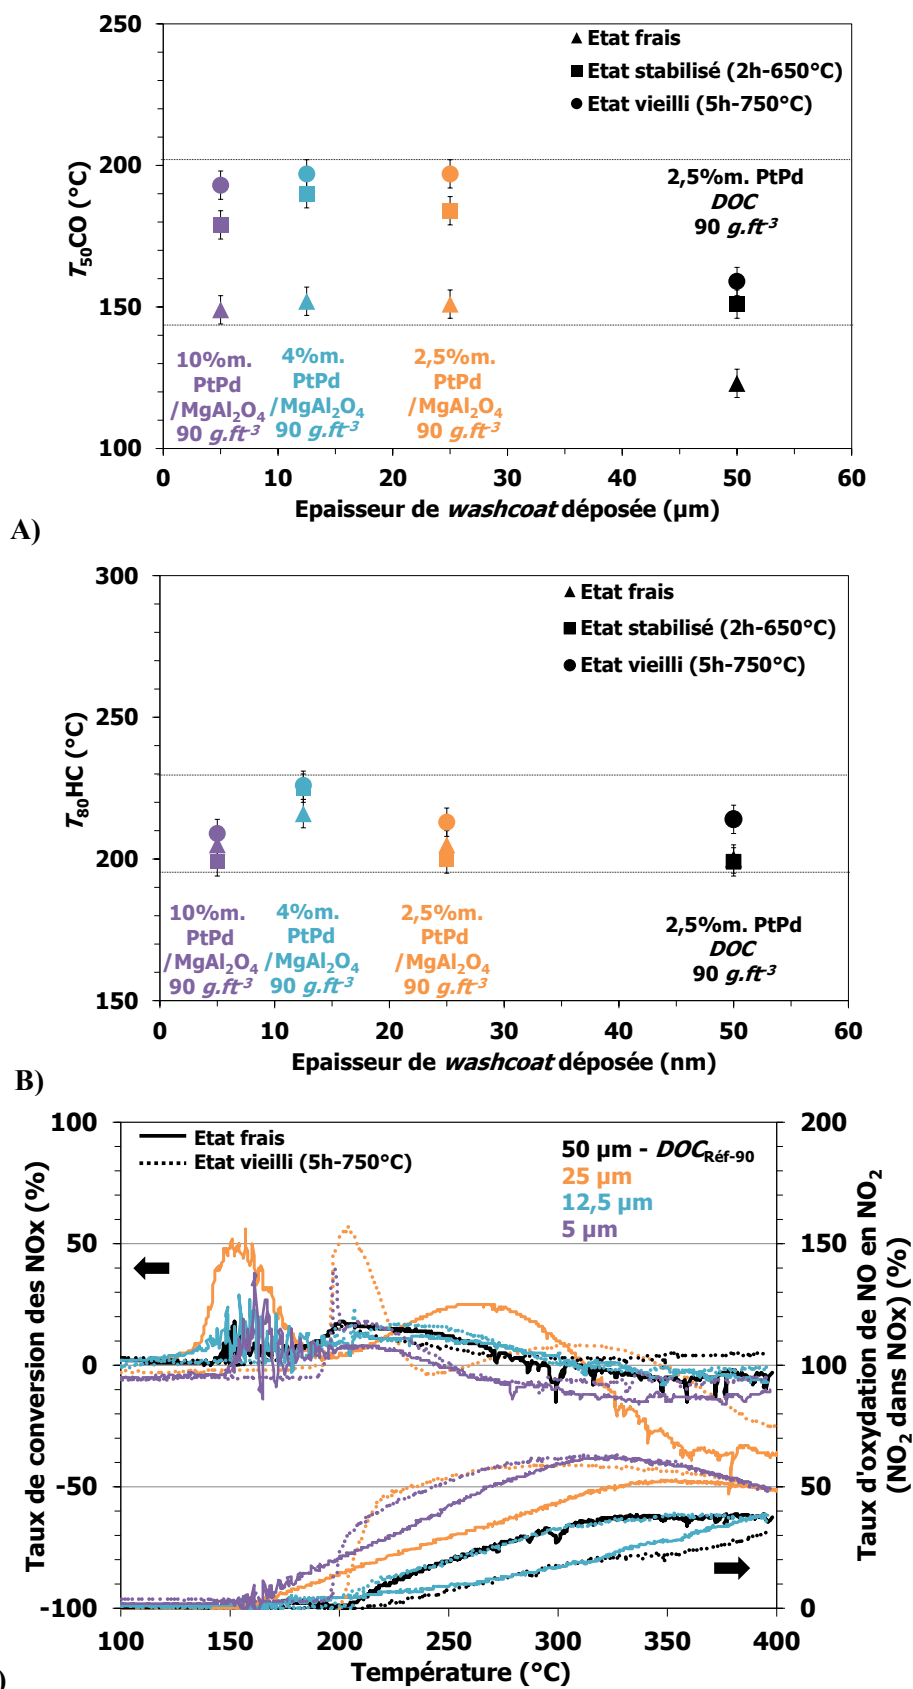 250
200
150
100
T50CO (°C)
Etat frais
Etat stabilisé (2h-650°C)
Etat vieilli (5h-750°C)
2,5%m. PtPd
DOC
90 g.ft-3
10%m.
PtPd
/MgAl2O4
90 g.ft-3
4%m.
PtPd
/MgAl2O4
90 g.ft-3
2,5%m.
PtPd
/MgAl2O4
90 g.ft-3
0 10 20 30 40 50 60
Epaisseur de washcoat déposée (µm)
A)
300
250
200
150
T80HC (°C)
Etat frais
Etat stabilisé (2h-650°C)
Etat vieilli (5h-750°C)
10%m.
PtPd
/MgAl2O4
90 g.ft-3
4%m.
PtPd
/MgAl2O4
90 g.ft-3
2,5%m.
PtPd
/MgAl2O4
90 g.ft-3
2,5%m. PtPd
DOC
90 g.ft-3
0 10 20 30 40 50 60
Epaisseur de washcoat déposée (nm)
B)
100
50
0
-50
-100
Taux de conversion des NOx (%)
Etat frais
Etat vieilli (5h-750°C)
50 µm - DOCRéf-90
25 µm
12,5 µm
5 µm
200
150
100
50
0
Taux d'oxydation de NO en NO2
(NO2 dans NOx) (%)
100 150 200 250 300 350 400
Température (°C)
)